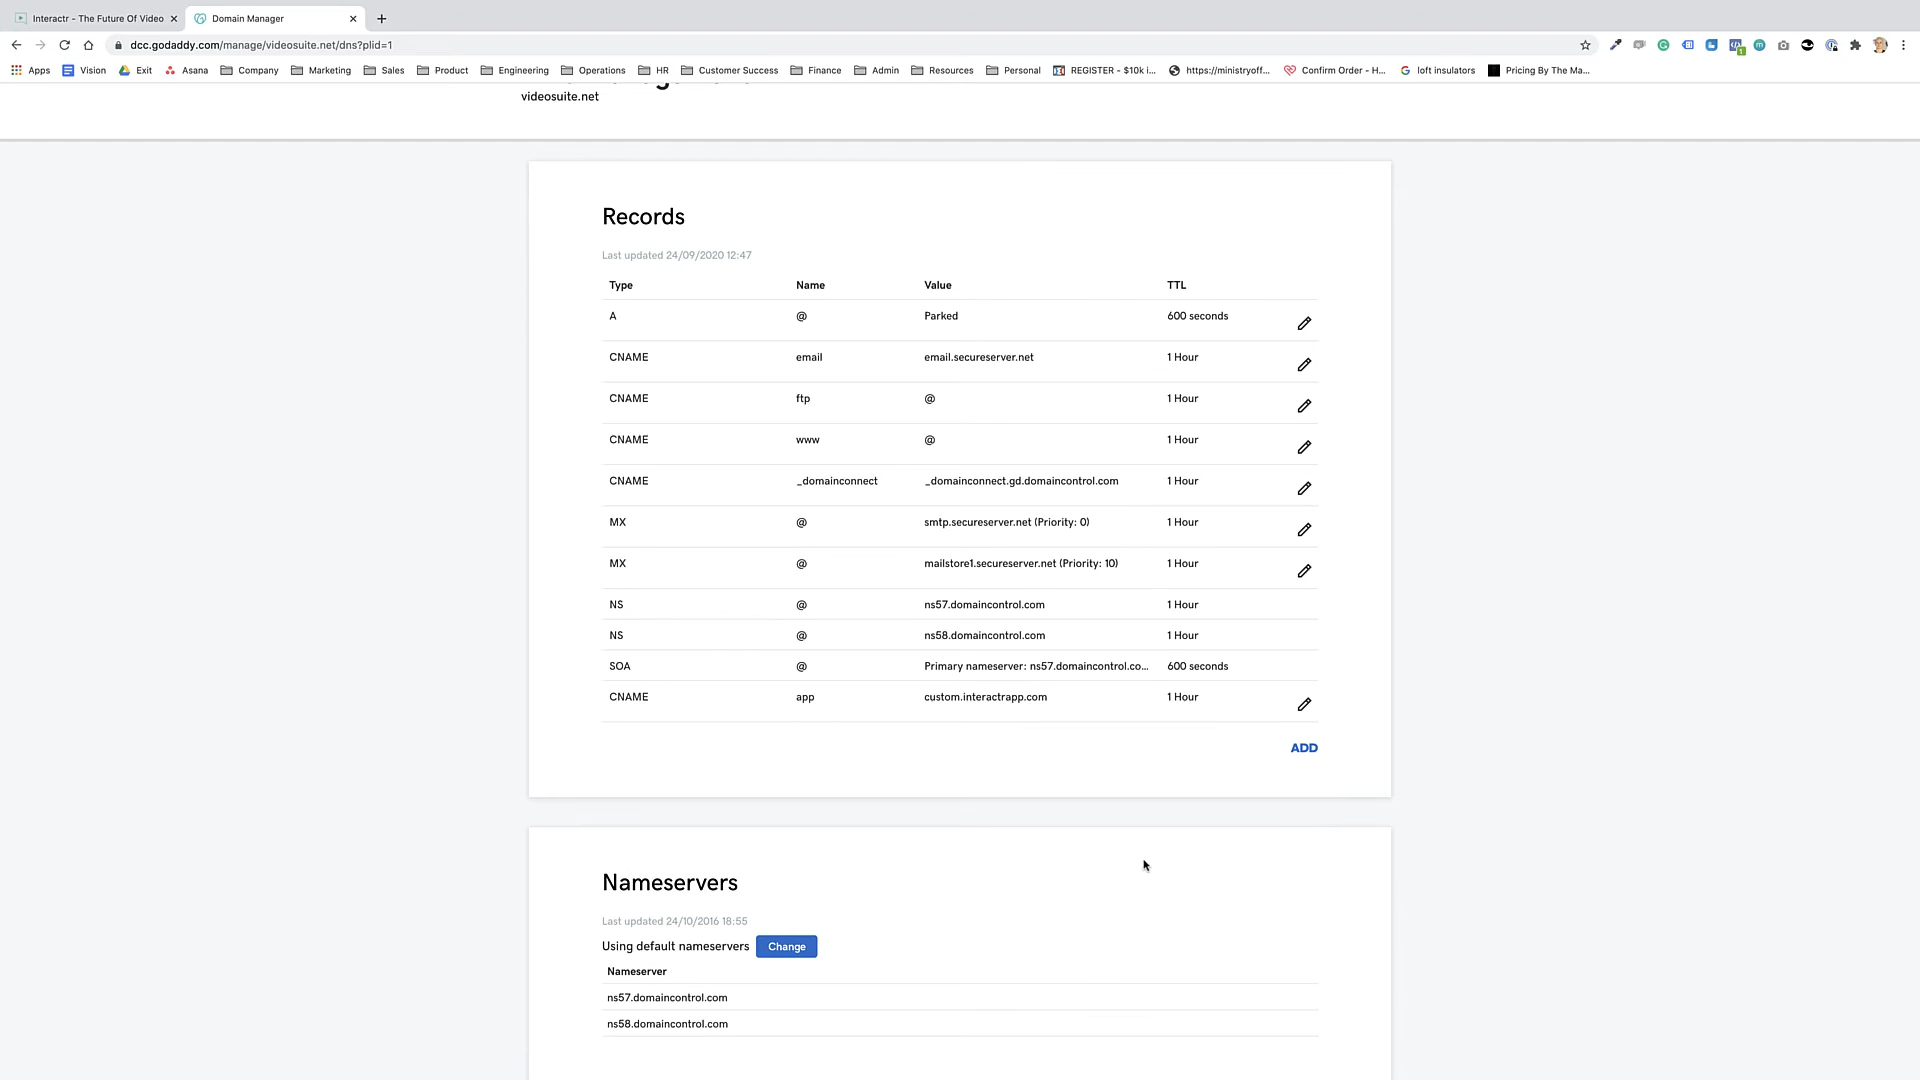 Interactr - The Future Of Video
Domain Manager
dcc.godaddy.com/manage/videosuite.net/dns?plid=1
Apps Vision Exit Asana Company Marketing Sales Product Engineering Operations HR Customer Success Finance Admin Resources Personal REGISTER - $10k i... https://ministryoff... Confirm Order - H... loft insulators Pricing By The Ma...
videosuite.net
Records
Last updated 24/09/2020 12:47
Type Name Value TTL
A @ Parked 600 seconds
CNAME email email.secureserver.net 1 Hour
CNAME ftp @ 1 Hour
CNAME www @ 1 Hour
CNAME _domainconnect _domainconnect.gd.domaincontrol.com 1 Hour
MX @ smtp.secureserver.net (Priority: 0) 1 Hour
MX @ mailstore1.secureserver.net (Priority: 10) 1 Hour
NS @ ns57.domaincontrol.com 1 Hour
NS @ ns58.domaincontrol.com 1 Hour
SOA @ Primary nameserver: ns57.domaincontrol.co... 600 seconds
CNAME app custom.interactrapp.com 1 Hour
ADD
Nameservers
Last updated 24/10/2016 18:55
Using default nameservers Change
Nameserver
ns57.domaincontrol.com
ns58.domaincontrol.com